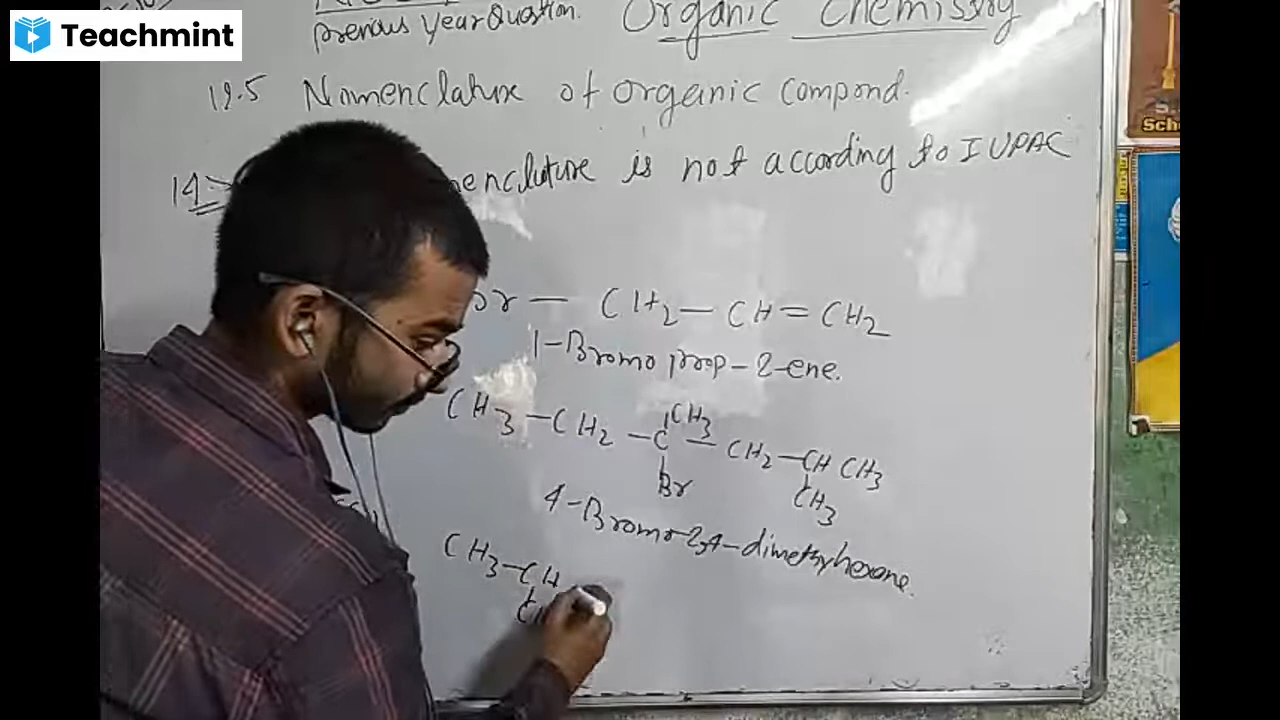 Teachmint
previous year Question. Organic Chemistry
12.5 Nomenclature of organic compond.
14 enclature is not according to IUPAC
Br — CH2 — CH = CH2
1-Bromo prop-2-ene.
CH3
CH3 — CH2 — C — CH2 — CH CH3
Br CH3
4-Bromo-2,4-dimethylhexane.
CH3 — CH
S.
Sch